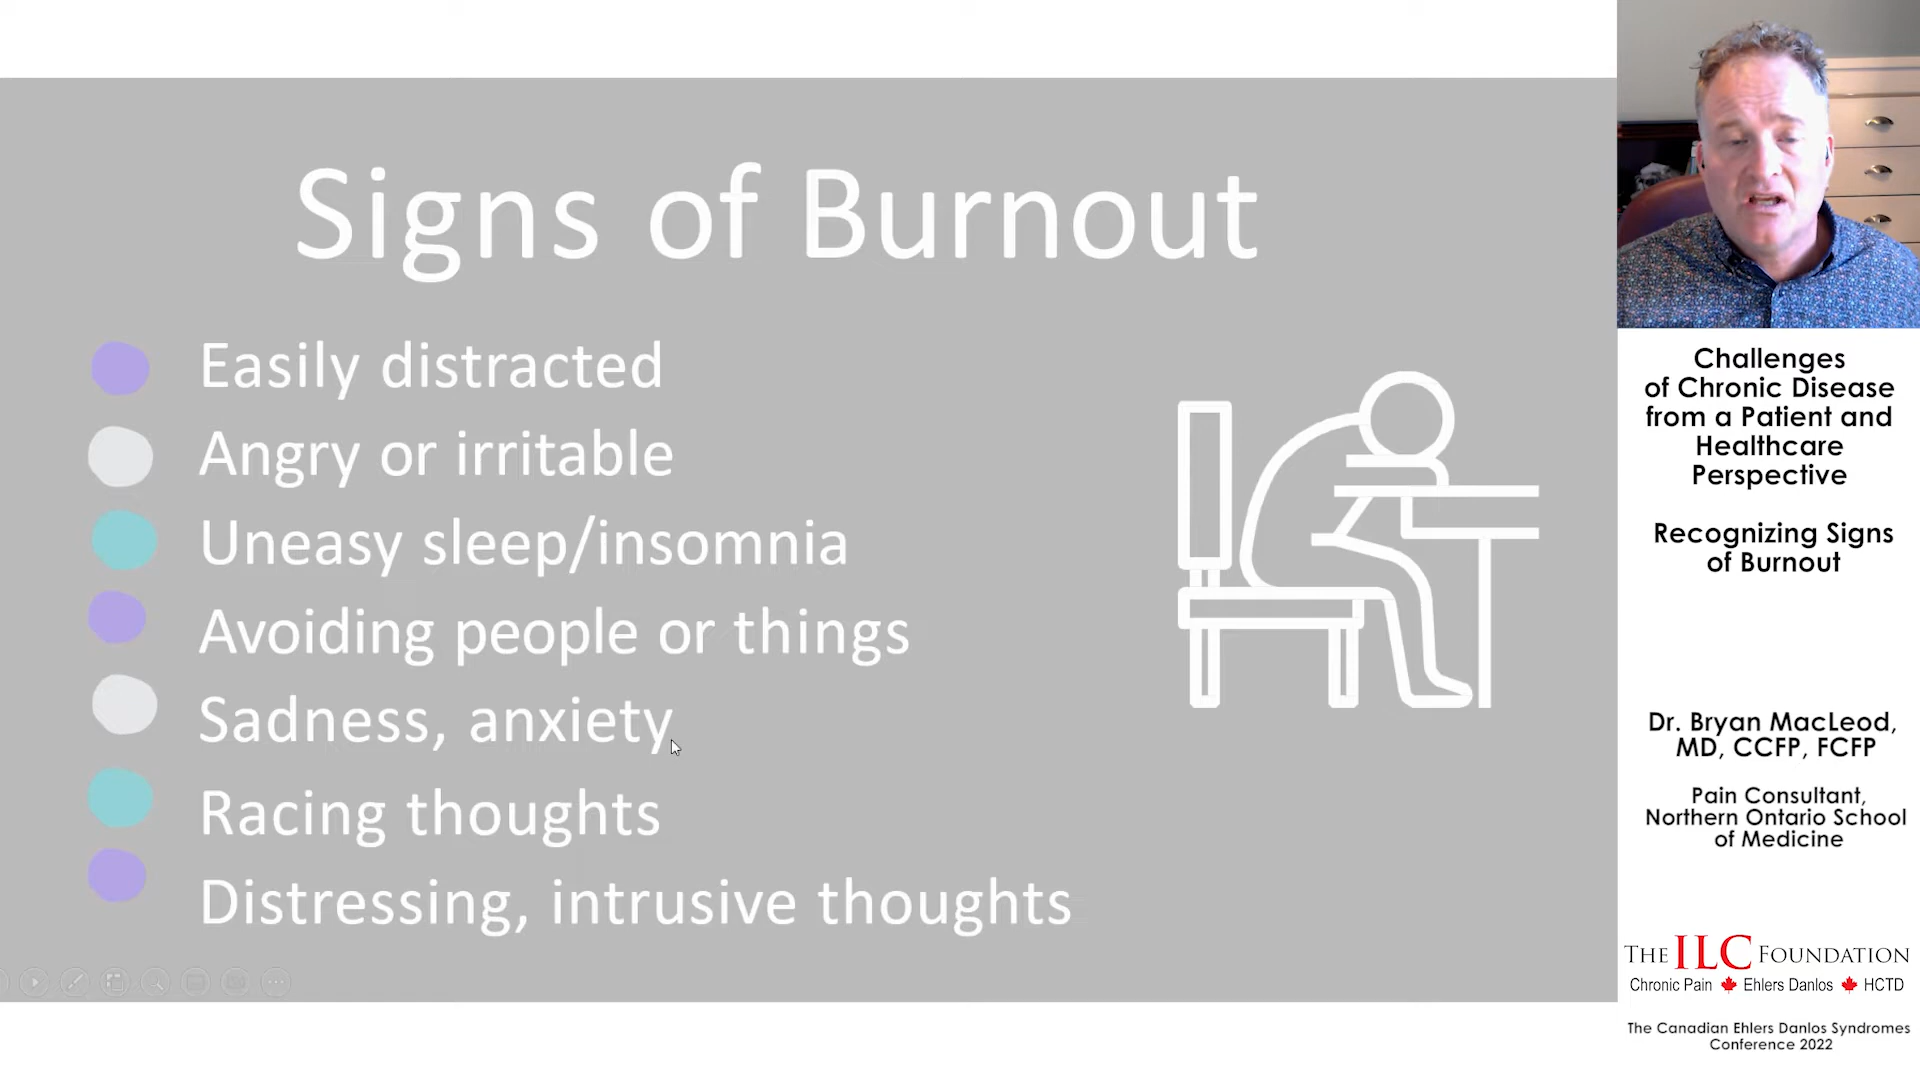 Signs of Burnout
Easily distracted
Angry or irritable
Uneasy sleep/insomnia
Avoiding people or things
Sadness, anxiety
Racing thoughts
Distressing, intrusive thoughts
Challenges
of Chronic Disease
from a Patient and
Healthcare
Perspective
Recognizing Signs
of Burnout
Dr. Bryan MacLeod,
MD, CCFP, FCFP
Pain Consultant,
Northern Ontario School
of Medicine
THE ILC FOUNDATION
Chronic Pain Ehlers Danlos HCTD
The Canadian Ehlers Danlos Syndromes
Conference 2022